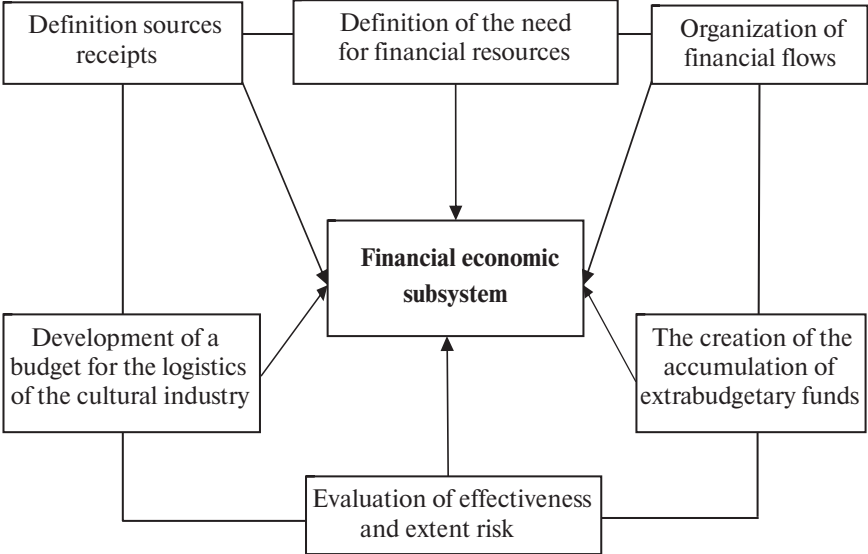 Definition sources
receipts
Definition of the need
for financial resources
Organization of
financial flows
Financial economic
subsystem
Development of a
budget for the logistics
of the cultural industry
The creation of the
accumulation of
extrabudgetary funds
Evaluation of effectiveness
and extent risk